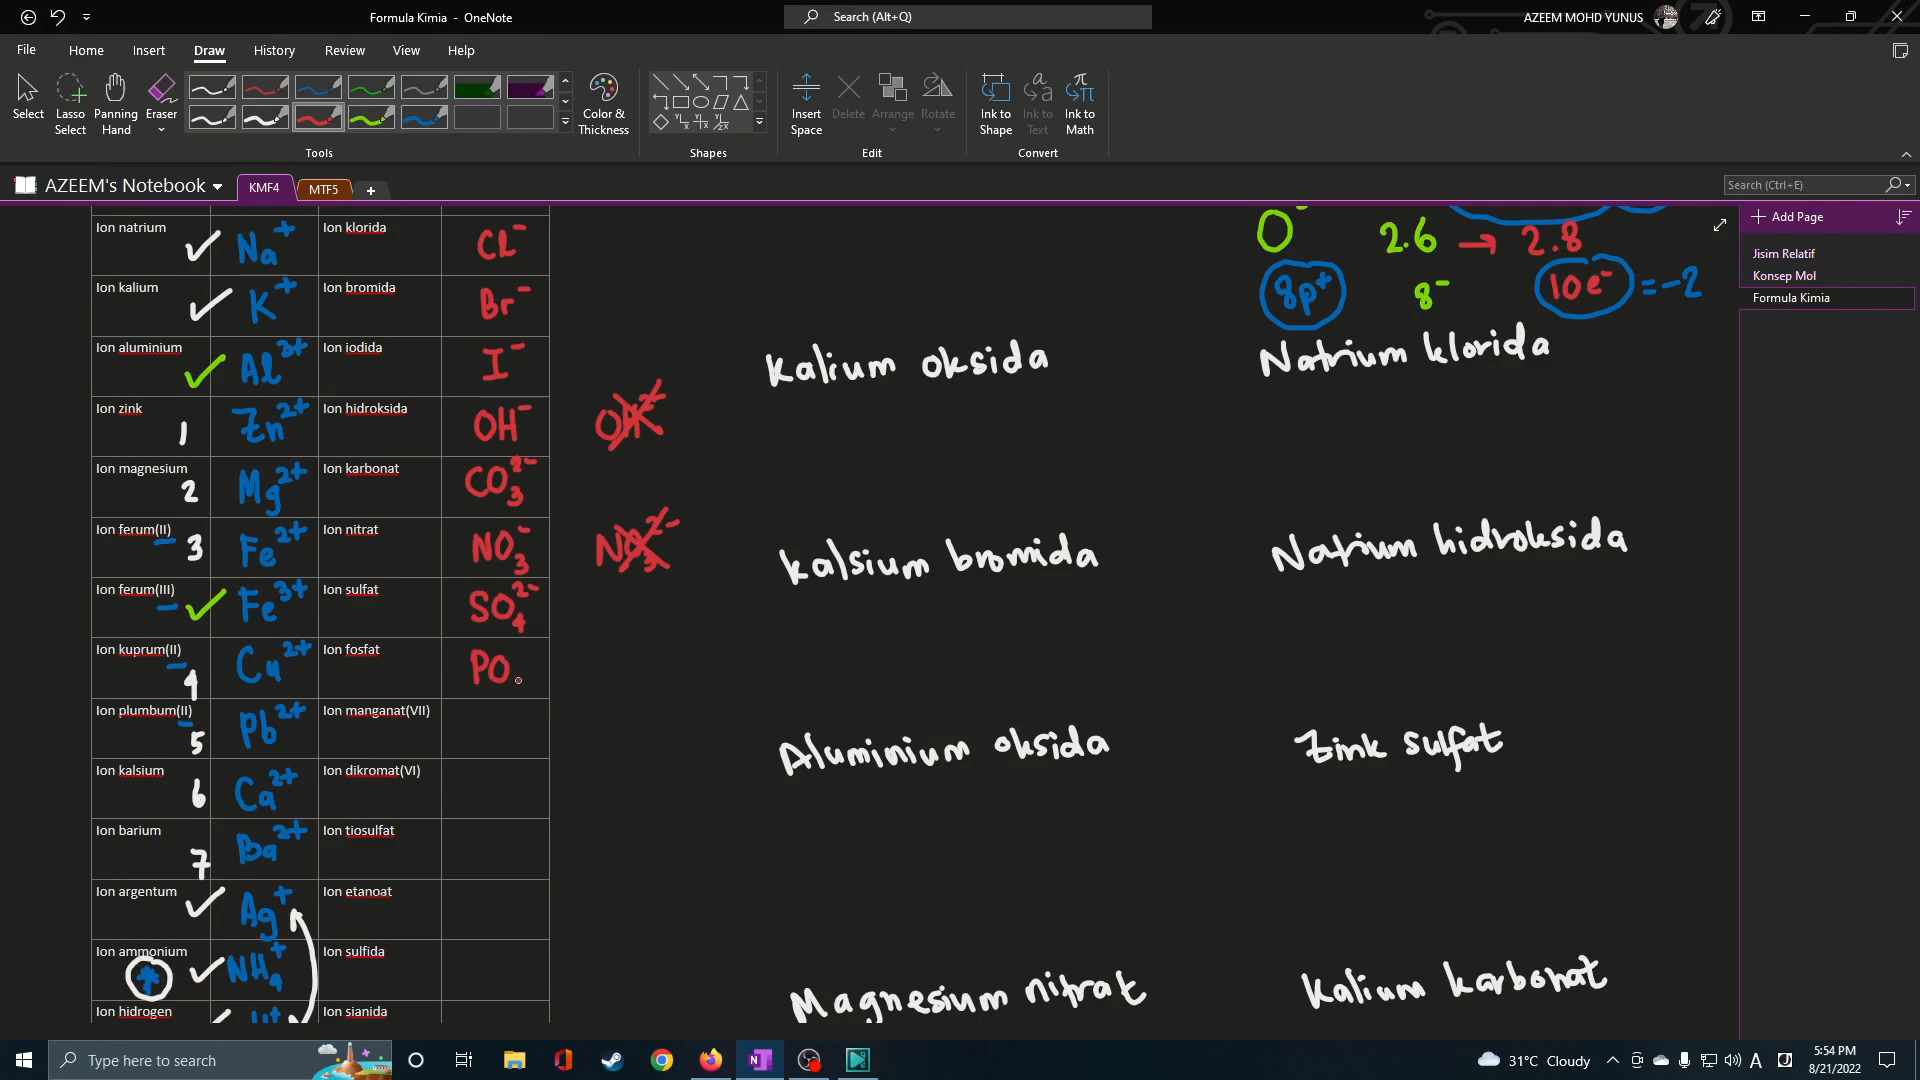 Formula Kimia - OneNote
Search (Alt+Q)
AZEEM MOHD YUNUS
File Home Insert Draw History Review View Help
Select
Lasso Select
Panning Hand
Eraser
Color & Thickness
Insert Space
Delete
Arrange
Rotate
Ink to Shape
Ink to Text
Ink to Math
Tools
Shapes
Edit
Convert
AZEEM's Notebook
KMF4
MTF5
Search (Ctrl+E)
Add Page
Jisim Relatif
Konsep Mol
Formula Kimia
Ion natrium Na⁺ Ion klorida Cl⁻
Ion kalium K⁺ Ion bromida Br⁻
Ion aluminium Al³⁺ Ion iodida I⁻
Ion zink 1 Zn²⁺ Ion hidroksida OH⁻
Ion magnesium 2 Mg²⁺ Ion karbonat CO₃²⁻
Ion ferum(II) 3 Fe²⁺ Ion nitrat NO₃⁻
Ion ferum(III) Fe³⁺ Ion sulfat SO₄²⁻
Ion kuprum(II) 4 Cu²⁺ Ion fosfat PO
Ion plumbum(II) 5 Pb²⁺ Ion manganat(VII)
Ion kalsium 6 Ca²⁺ Ion dikromat(VI)
Ion barium 7 Ba²⁺ Ion tiosulfat
Ion argentum Ag⁺ Ion etanoat
Ion ammonium NH₄⁺ Ion sulfida
Ion hidrogen H⁺ Ion sianida
O 2.6 → 2.8
8p⁺ 8⁻ 10e⁻ = -2
Kalium oksida
Natrium klorida
Kalsium bromida
Natrium hidroksida
Aluminium oksida
Zink sulfat
Magnesium nitrat
Kalium karbonat
Type here to search
31°C Cloudy
5:54 PM
8/21/2022